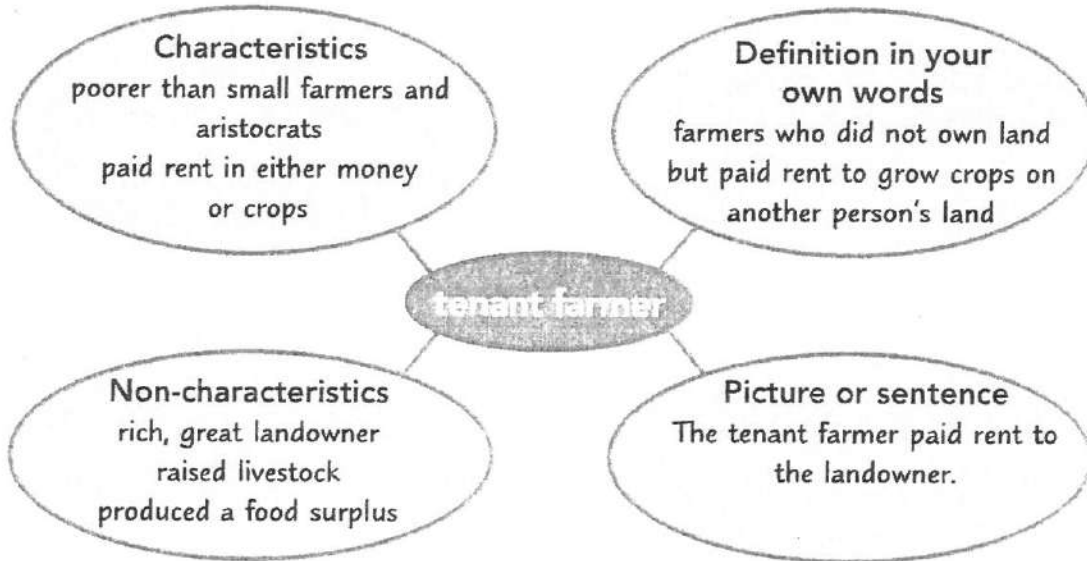 Characteristics
poorer than small farmers and
aristocrats
paid rent in either money
or crops
Definition in your
own words
farmers who did not own land
but paid rent to grow crops on
another person's land
tenant farmer
Non-characteristics
rich, great landowner
raised livestock
produced a food surplus
Picture or sentence
The tenant farmer paid rent to
the landowner.